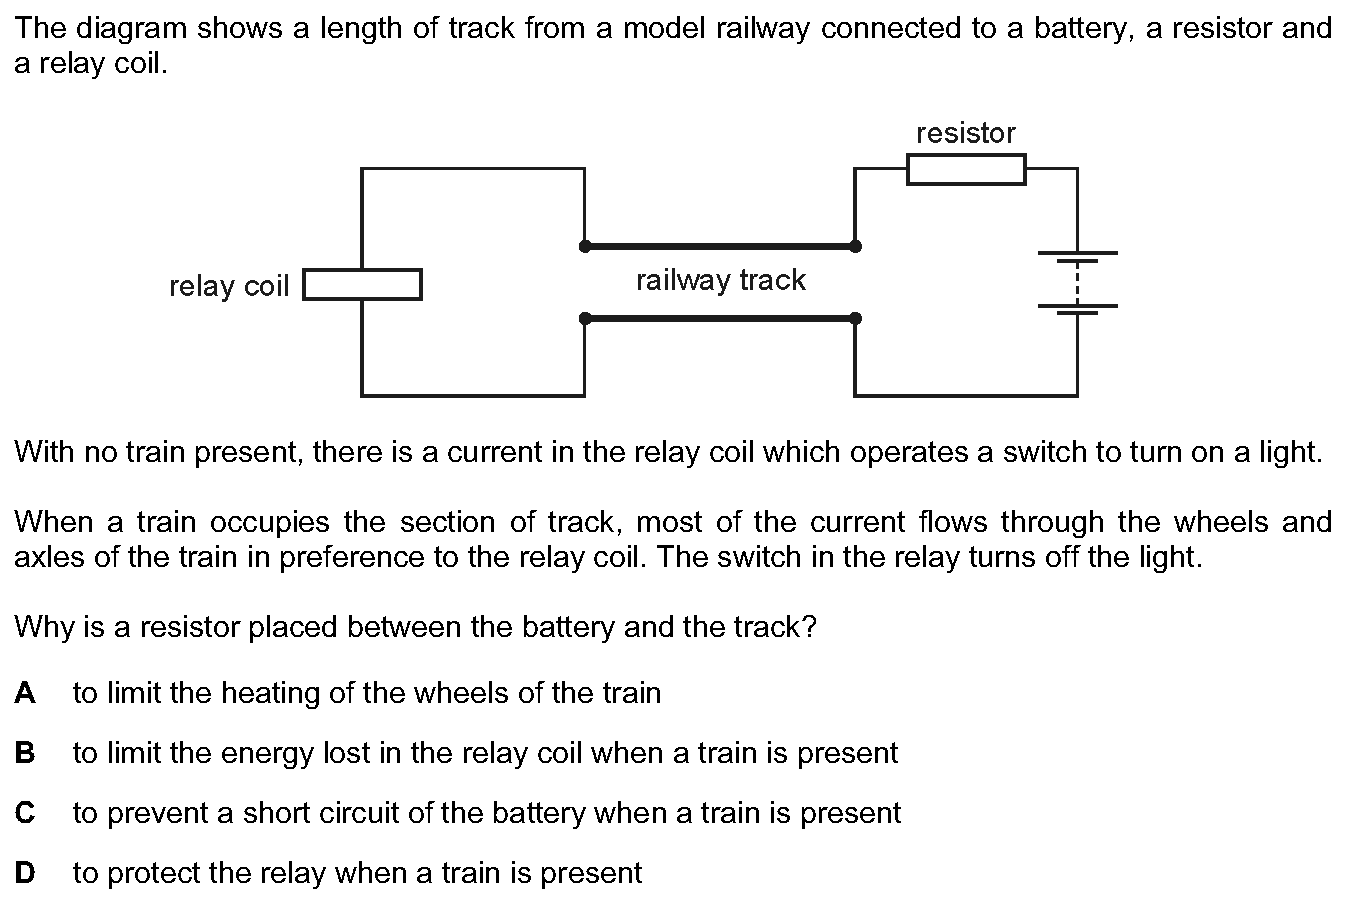 The diagram shows a length of track from a model railway connected to a battery, a resistor and
a relay coil.
resistor
relay coil
railway track
With no train present, there is a current in the relay coil which operates a switch to turn on a light.
When a train occupies the section of track, most of the current flows through the wheels and
axles of the train in preference to the relay coil. The switch in the relay turns off the light.
Why is a resistor placed between the battery and the track?
A to limit the heating of the wheels of the train
B to limit the energy lost in the relay coil when a train is present
C to prevent a short circuit of the battery when a train is present
D to protect the relay when a train is present